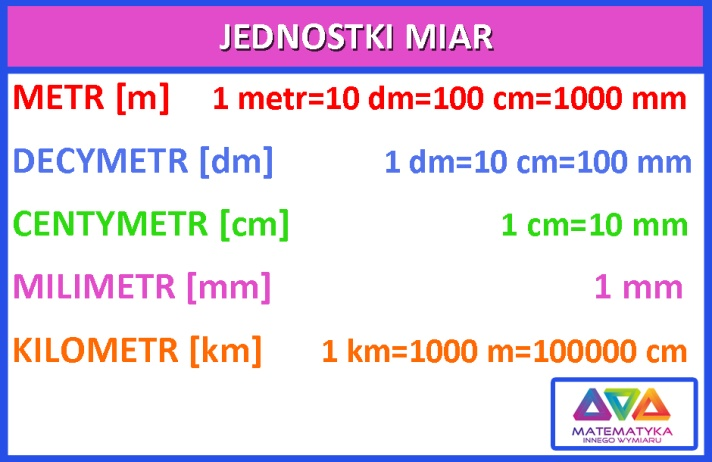 JEDNOSTKI MIAR
METR [m] 1 metr=10 dm=100 cm=1000 mm
DECYMETR [dm] 1 dm=10 cm=100 mm
CENTYMETR [cm] 1 cm=10 mm
MILIMETR [mm] 1 mm
KILOMETR [km] 1 km=1000 m=100000 cm
MATEMATYKA
INNEGO WYMIARU